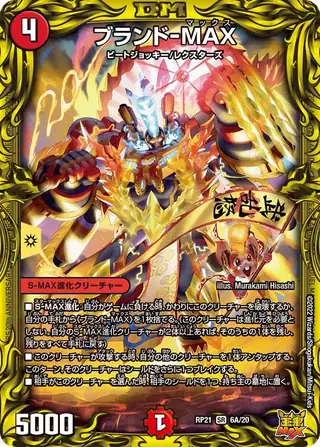 DM
4
マックス
ブランド-MAX
ビートジョッキー/レクスターズ
20
S-MAX進化クリーチャー
illus. Murakami Hisashi
■S-MAX進化:自分がゲームに負ける時、かわりにこのクリーチャーを破壊するか、
自分の手札から《ブランド-MAX》を1枚捨てる。(このクリーチャーは進化元を必要と
しない。自分のS-MAX進化クリーチャーが2体以上あれば、そのうちの1体を残し、
残りをすべて手札に戻す)
■このクリーチャーが攻撃する時、自分の他のクリーチャーを1体アンタップする。
このターン、そのクリーチャーはシールドをさらに1つブレイクする。
■相手がこのクリーチャーを選んだ時、相手のシールドを1つ選び、持ち主の墓地に置く。
5000
1
RP21 SR 6A/20